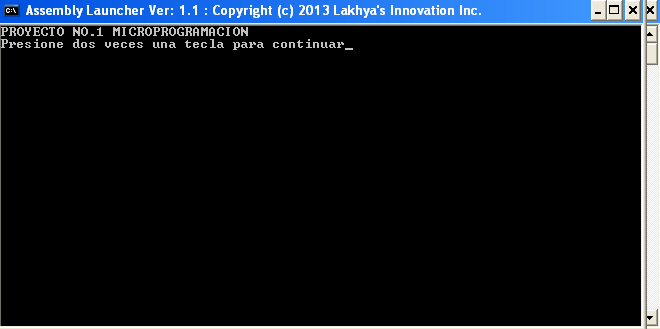 C:\ Assembly Launcher Ver: 1.1 : Copyright (c) 2013 Lakhya's Innovation Inc.
PROYECTO NO.1 MICROPROGRAMACION
Presione dos veces una tecla para continuar_